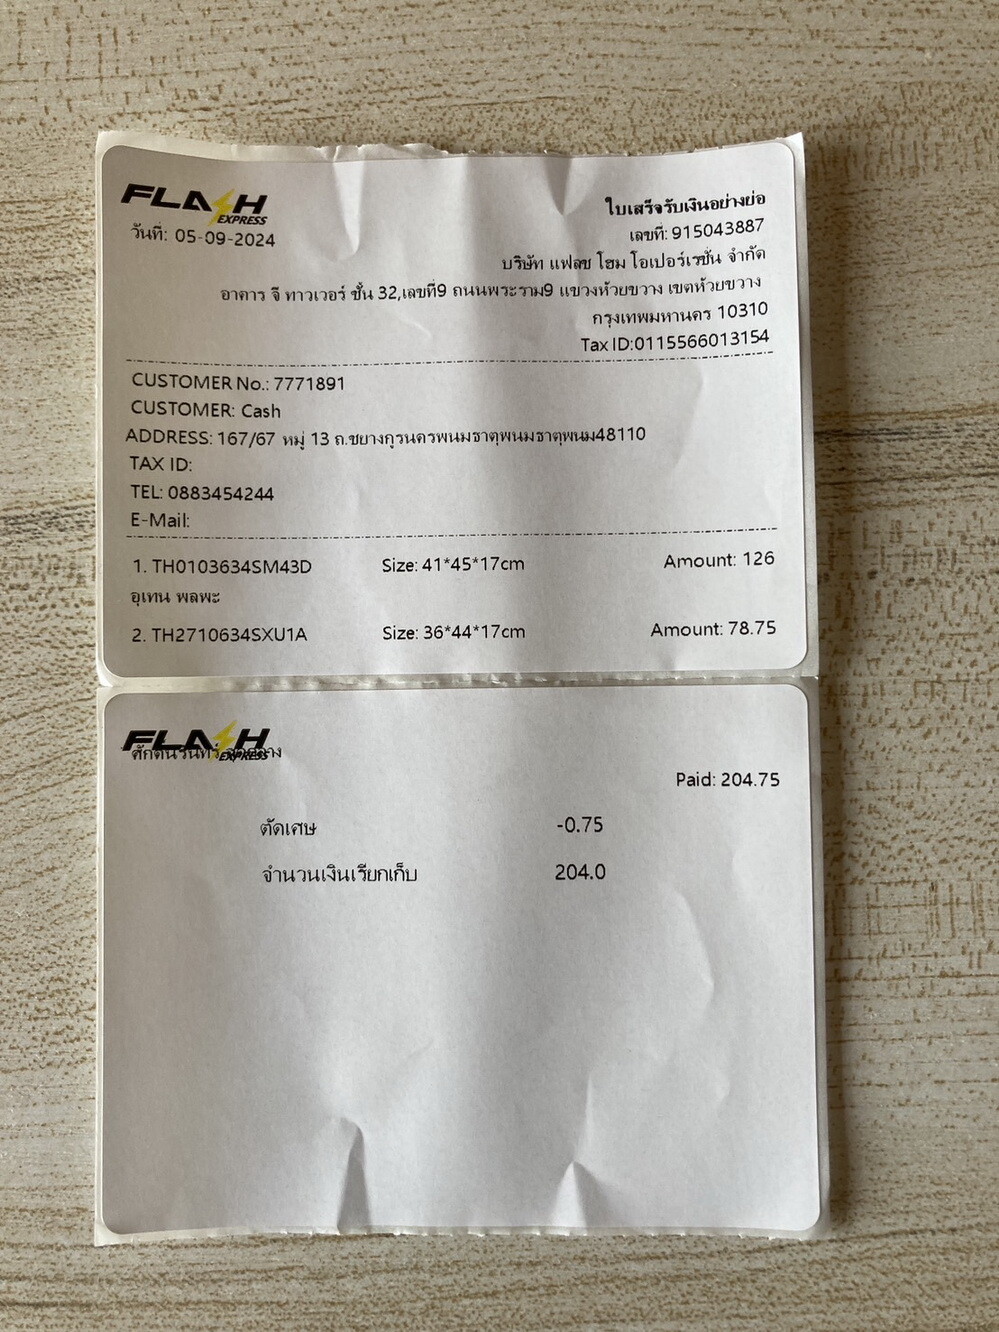 FLASH EXPRESS
ใบเสร็จรับเงินอย่างย่อ
วันที่: 05-09-2024
เลขที่: 915043887
บริษัท แฟลช โฮม โอเปอร์เรชั่น จำกัด
อาคาร จี ทาวเวอร์ ชั้น 32,เลขที่9 ถนนพระราม9 แขวงห้วยขวาง เขตห้วยขวาง
กรุงเทพมหานคร 10310
Tax ID:0115566013154
CUSTOMER No.: 7771891
CUSTOMER: Cash
ADDRESS: 167/67 หมู่ 13 ถ.ชยางกูรนครพนมธาตุพนมธาตุพนม48110
TAX ID:
TEL: 0883454244
E-Mail:
1. TH0103634SM43D Size: 41*45*17cm Amount: 126
อุเทน พลพะ
2. TH2710634SXU1A Size: 36*44*17cm Amount: 78.75
FLASH EXPRESS
Paid: 204.75
ตัดเศษ -0.75
จำนวนเงินเรียกเก็บ 204.0